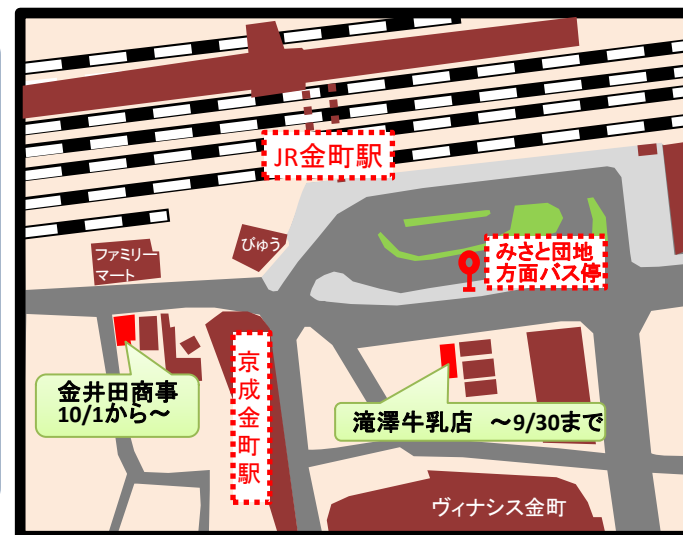 JR金町駅
びゅう
ファミリー
マート
みさと団地
方面バス停
京成金町駅
金井田商事
10/1から～
滝澤牛乳店　～9/30まで
ヴィナシス金町